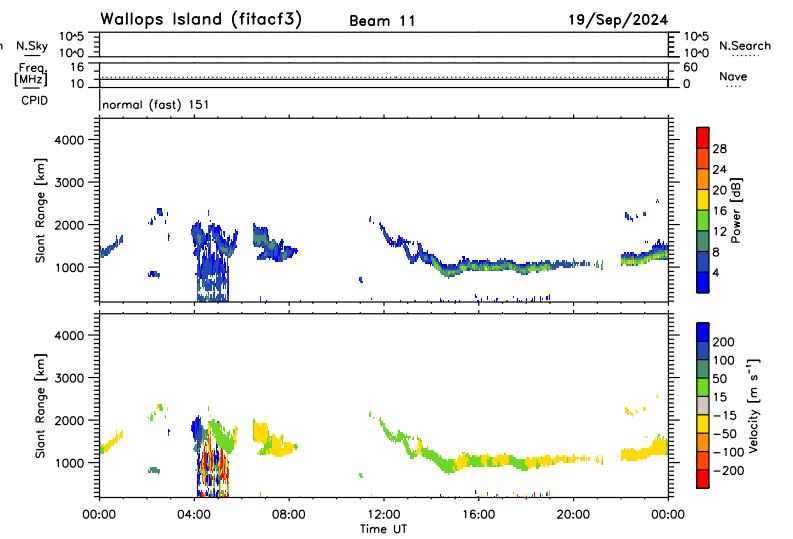 Wallops Island (fitacf3) Beam 11 19/Sep/2024
n N.Sky 10^5 10^5 N.Search
10^0 10^0
Freq. 16 60 Nave
[MHz] 10 0
CPID normal (fast) 151
Slant Range [km]
4000
3000
2000
1000
Power [dB]
28
24
20
16
12
8
4
Slant Range [km]
4000
3000
2000
1000
Velocity [m s⁻¹]
200
100
50
15
−15
−50
−100
−200
00:00 04:00 08:00 12:00 16:00 20:00 00:00
Time UT